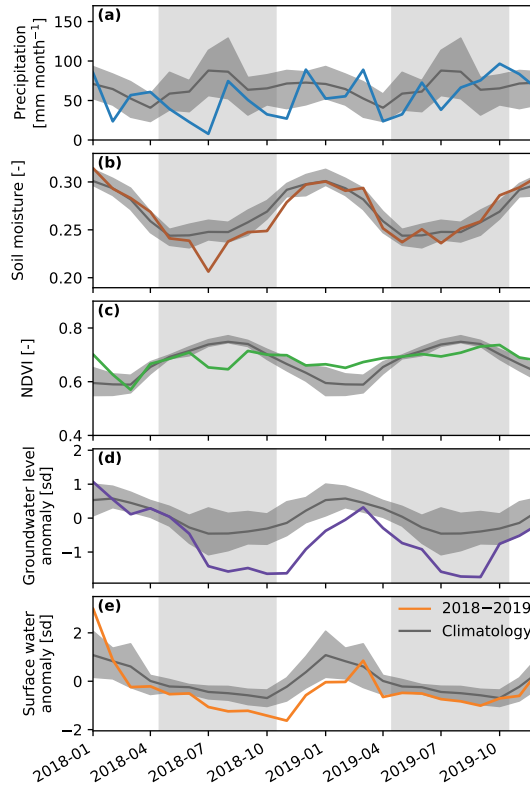 (a)
Precipitation
[mm month⁻¹]
150
100
50
0
(b)
Soil moisture [-]
0.30
0.25
0.20
(c)
NDVI [-]
0.8
0.6
0.4
(d)
Groundwater level
anomaly [sd]
2
1
0
−1
(e)
Surface water
anomaly [sd]
2
0
−2
2018−2019
Climatology
2018-01
2018-04
2018-07
2018-10
2019-01
2019-04
2019-07
2019-10